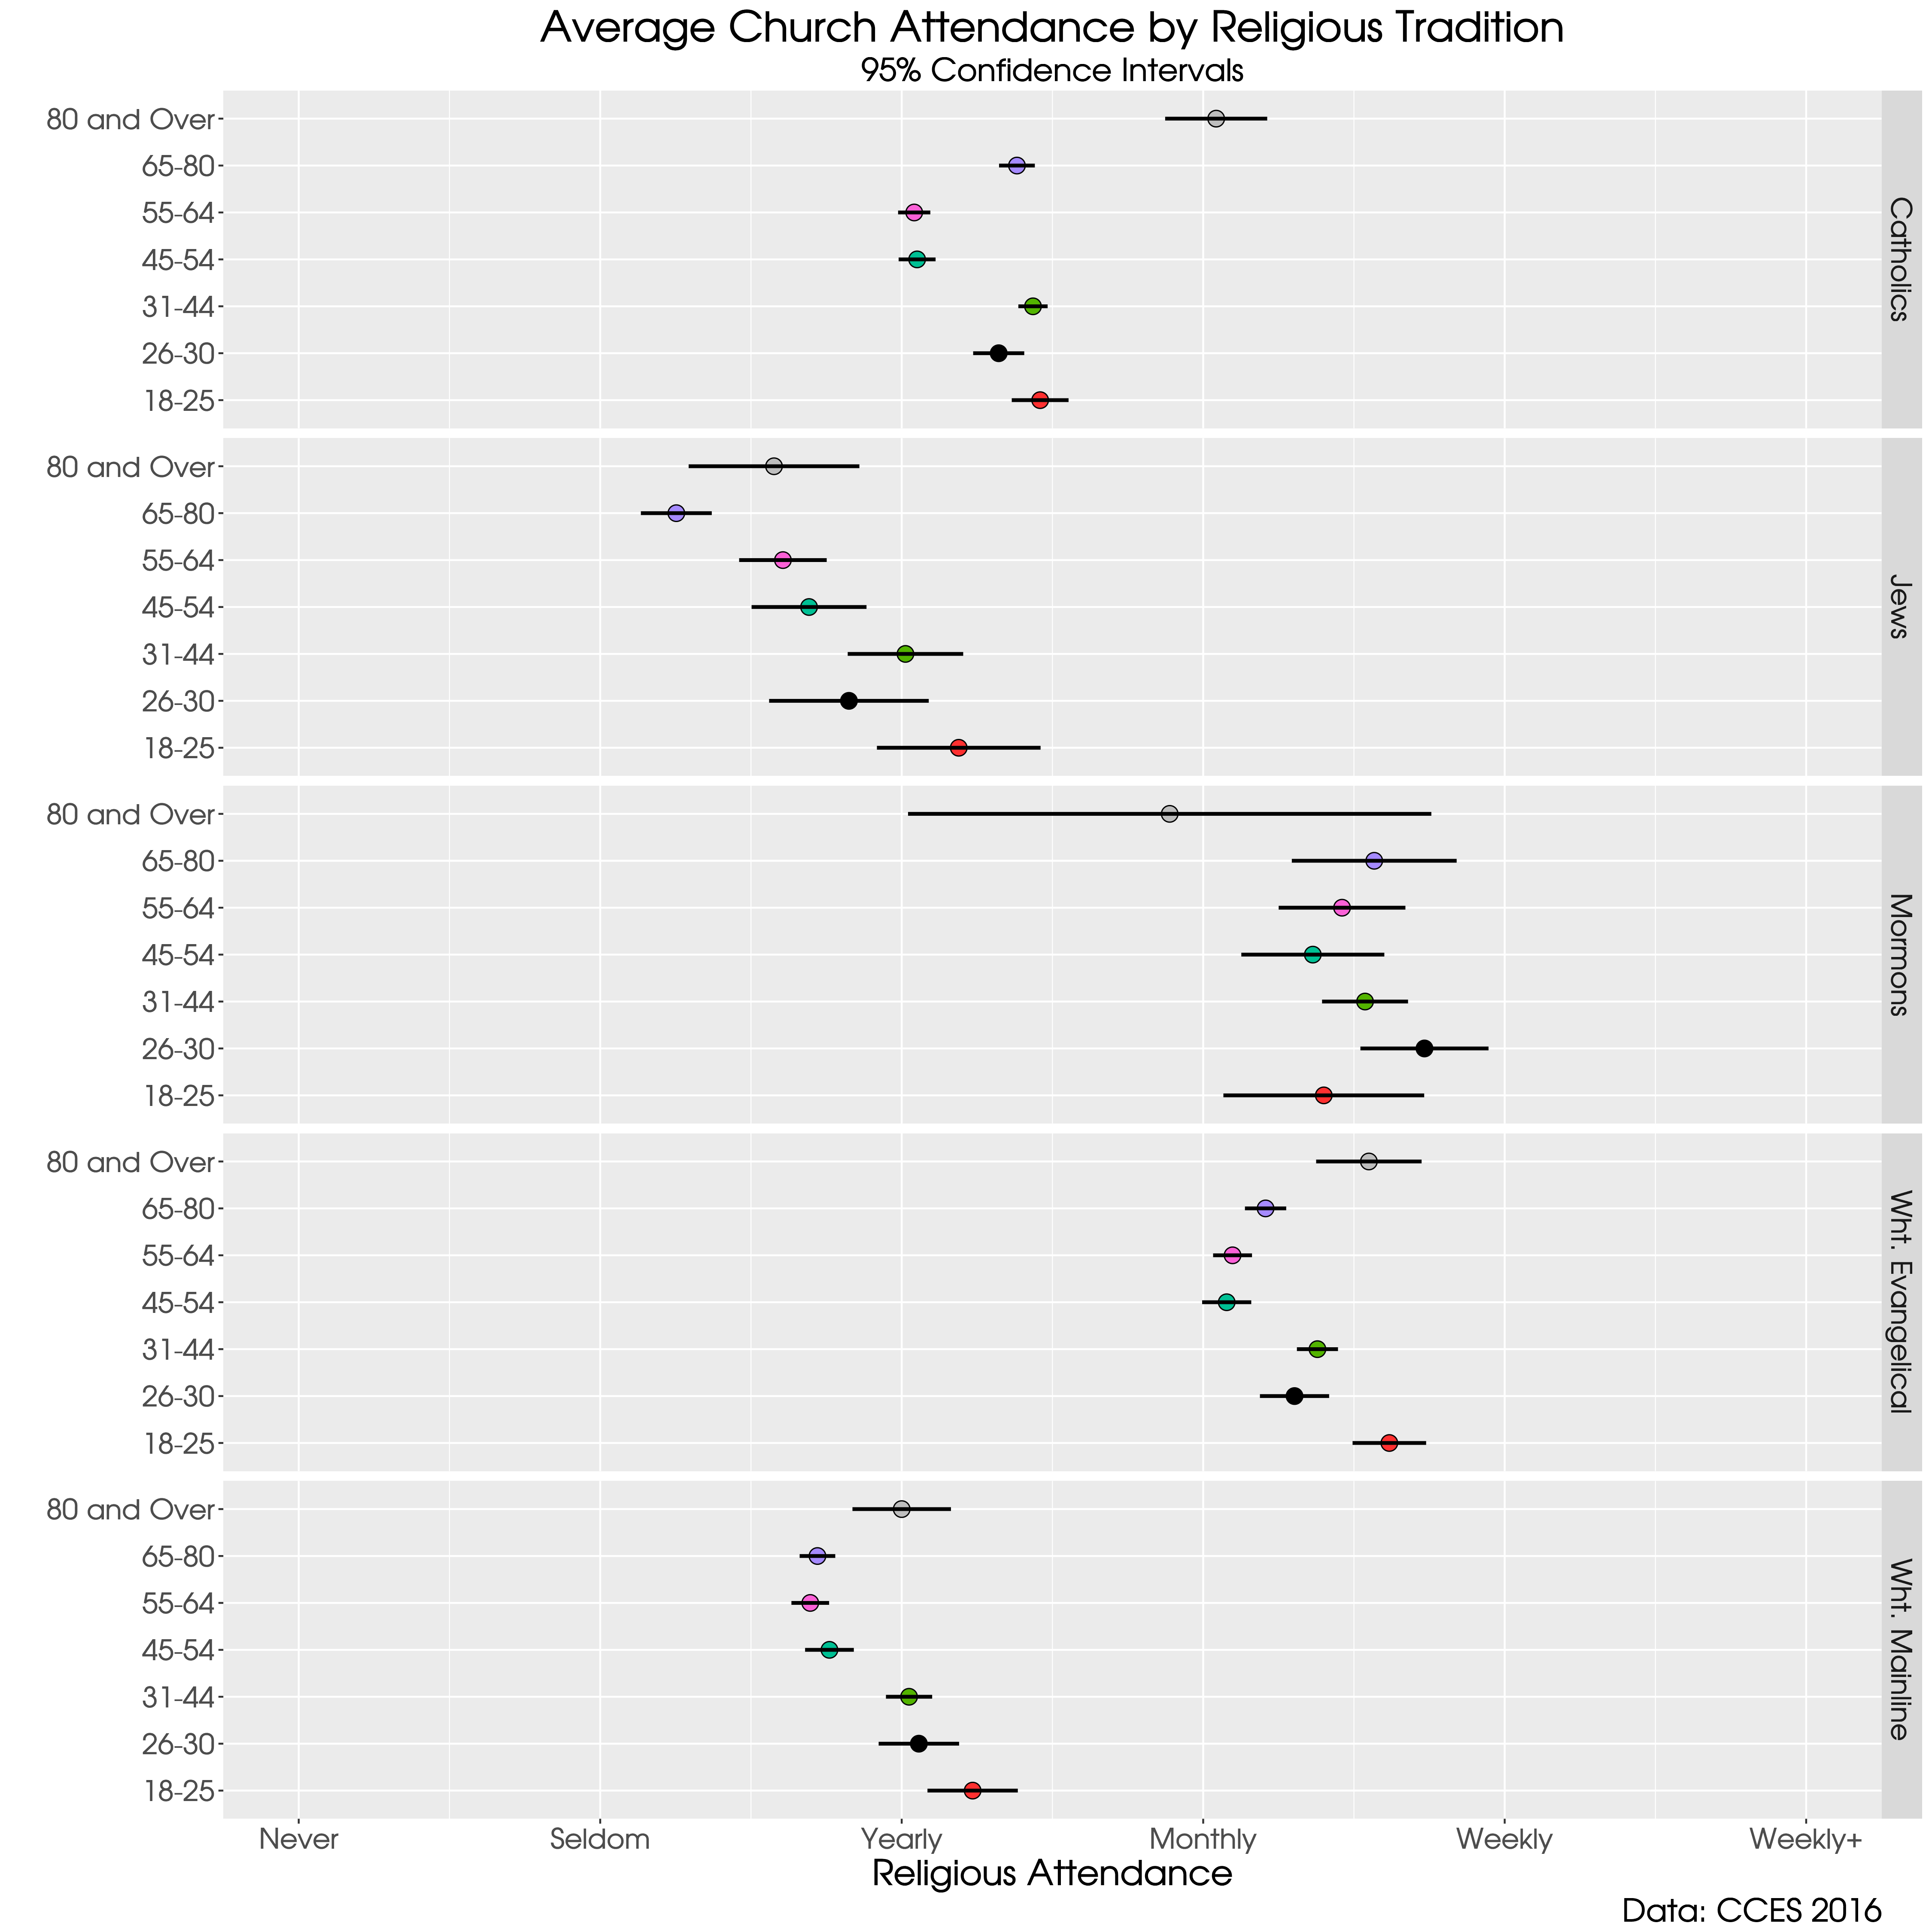 Average Church Attendance by Religious Tradition
95% Confidence Intervals
80 and Over
65-80
55-64
45-54
31-44
26-30
18-25
Catholics
80 and Over
65-80
55-64
45-54
31-44
26-30
18-25
Jews
80 and Over
65-80
55-64
45-54
31-44
26-30
18-25
Mormons
80 and Over
65-80
55-64
45-54
31-44
26-30
18-25
Wht. Evangelical
80 and Over
65-80
55-64
45-54
31-44
26-30
18-25
Wht. Mainline
Never Seldom Yearly Monthly Weekly Weekly+
Religious Attendance
Data: CCES 2016